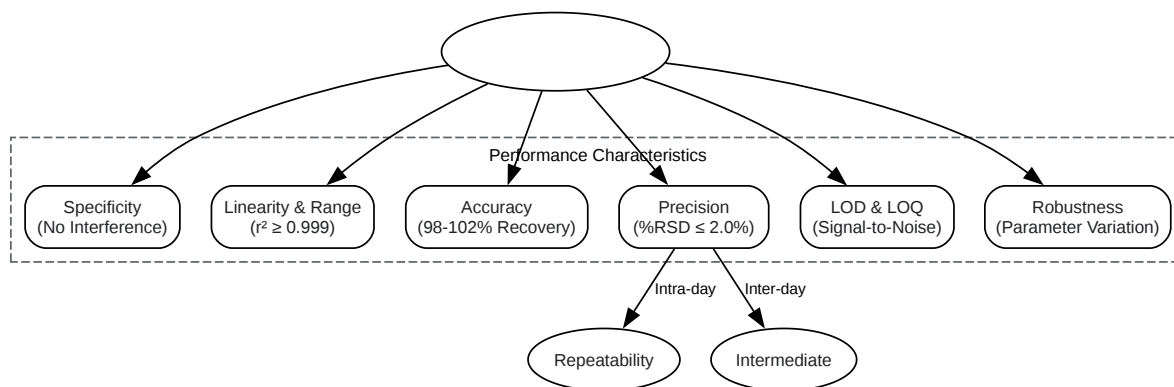 Performance Characteristics
Specificity
(No Interference)
Linearity & Range
(r² ≥ 0.999)
Accuracy
(98-102% Recovery)
Precision
(%RSD ≤ 2.0%)
LOD & LOQ
(Signal-to-Noise)
Robustness
(Parameter Variation)
Intra-day
Inter-day
Repeatability
Intermediate